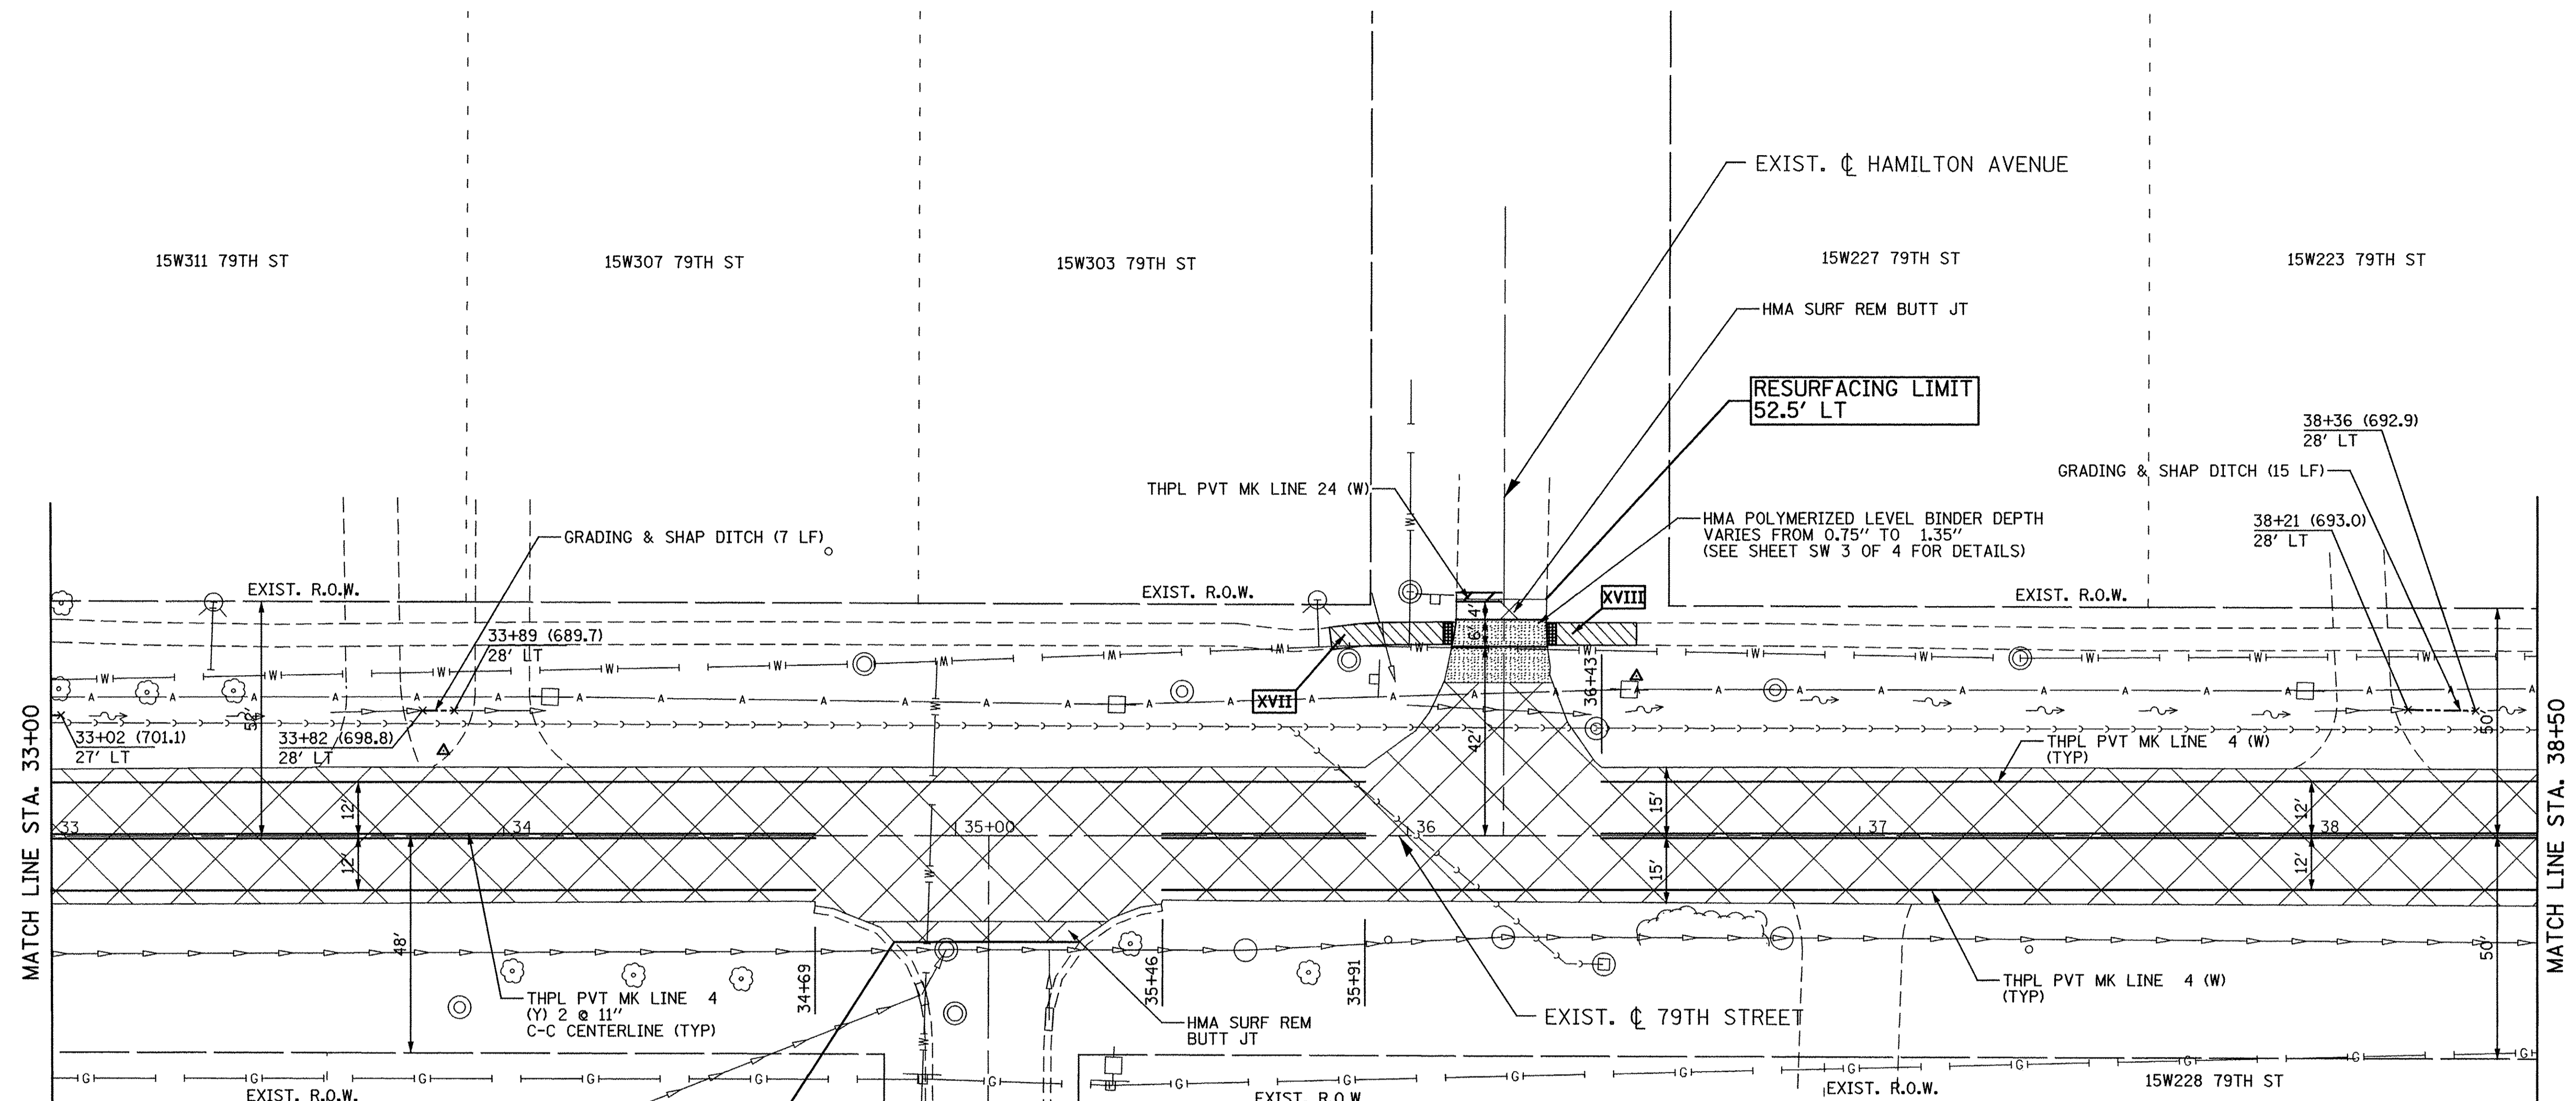 EXIST. ℄ HAMILTON AVENUE
15W311 79TH ST
15W307 79TH ST
15W303 79TH ST
15W227 79TH ST
15W223 79TH ST
HMA SURF REM BUTT JT
RESURFACING LIMIT
52.5' LT
38+36 (692.9)
28' LT
GRADING & SHAP DITCH (15 LF)
THPL PVT MK LINE 24 (W)
HMA POLYMERIZED LEVEL BINDER DEPTH
VARIES FROM 0.75" TO 1.35"
(SEE SHEET SW 3 OF 4 FOR DETAILS)
38+21 (693.0)
28' LT
GRADING & SHAP DITCH (7 LF)
EXIST. R.O.W.
EXIST. R.O.W.
EXIST. R.O.W.
XVIII
4'
6'
42'
33+89 (689.7)
28' LT
XVII
36+43
33+02 (701.1)
27' LT
33+82 (698.8)
28' LT
THPL PVT MK LINE 4 (W)
(TYP)
MATCH LINE STA. 33+00
MATCH LINE STA. 38+50
52'
50'
12'
15'
12'
33
34
35+00
36
37
38
12'
15'
12'
48'
50'
34+69
35+46
35+91
THPL PVT MK LINE 4
(Y) 2 @ 11"
C-C CENTERLINE (TYP)
HMA SURF REM
BUTT JT
EXIST. ℄ 79TH STREET
THPL PVT MK LINE 4 (W)
(TYP)
15W228 79TH ST
EXIST. R.O.W.
EXIST. R.O.W.
EXIST. R.O.W.